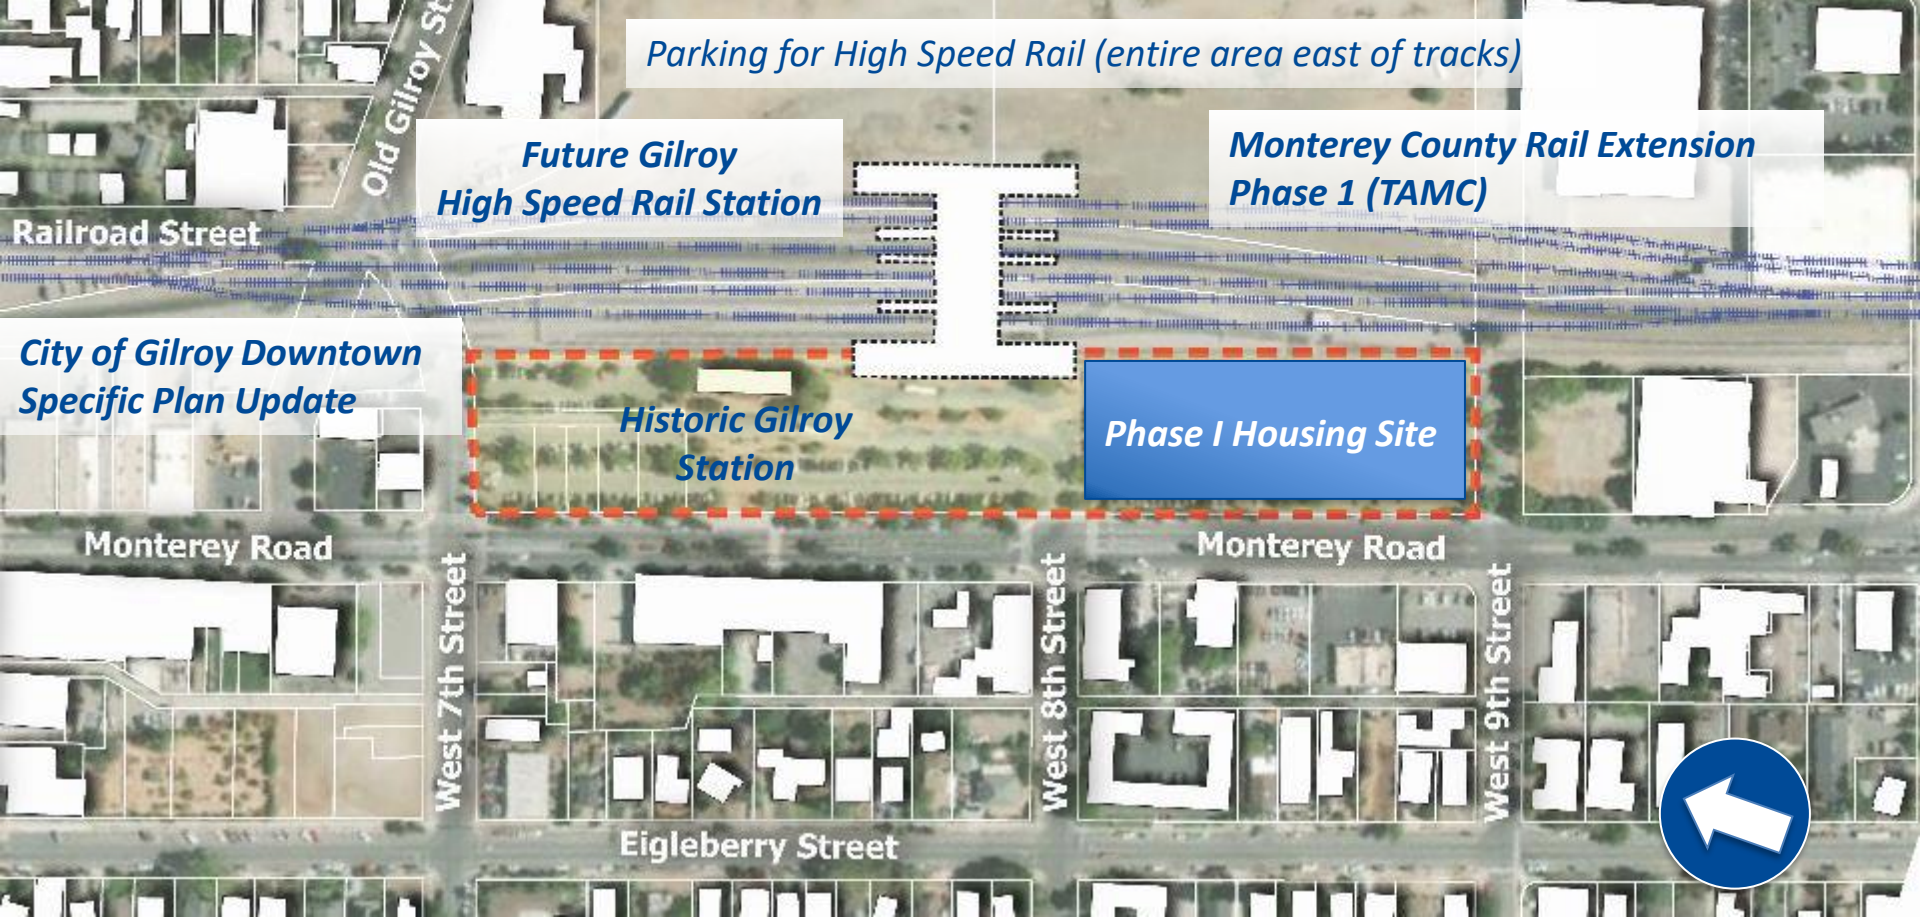 Old Gilroy St.
Parking for High Speed Rail (entire area east of tracks)
Future Gilroy
High Speed Rail Station
Monterey County Rail Extension
Phase 1 (TAMC)
Railroad Street
City of Gilroy Downtown
Specific Plan Update
Historic Gilroy
Station
Phase I Housing Site
Monterey Road
Monterey Road
West 7th Street
West 8th Street
West 9th Street
Eigleberry Street